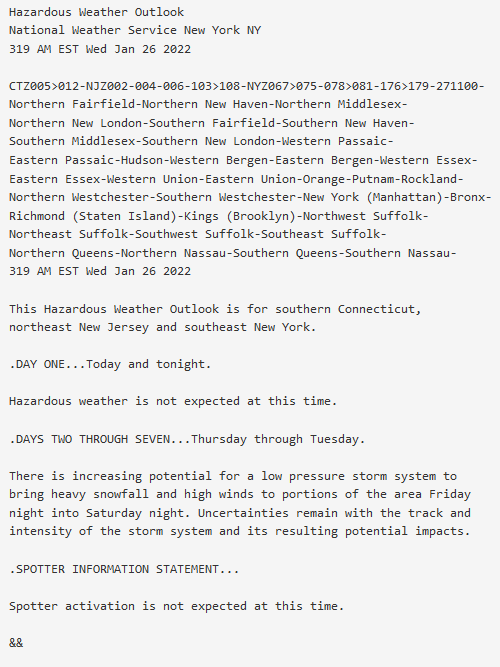 Hazardous Weather Outlook
National Weather Service New York NY
319 AM EST Wed Jan 26 2022
CTZ005>012-NJZ002-004-006-103>108-NYZ067>075-078>081-176>179-271100-
Northern Fairfield-Northern New Haven-Northern Middlesex-
Northern New London-Southern Fairfield-Southern New Haven-
Southern Middlesex-Southern New London-Western Passaic-
Eastern Passaic-Hudson-Western Bergen-Eastern Bergen-Western Essex-
Eastern Essex-Western Union-Eastern Union-Orange-Putnam-Rockland-
Northern Westchester-Southern Westchester-New York (Manhattan)-Bronx-
Richmond (Staten Island)-Kings (Brooklyn)-Northwest Suffolk-
Northeast Suffolk-Southwest Suffolk-Southeast Suffolk-
Northern Queens-Northern Nassau-Southern Queens-Southern Nassau-
319 AM EST Wed Jan 26 2022
This Hazardous Weather Outlook is for southern Connecticut,
northeast New Jersey and southeast New York.
.DAY ONE...Today and tonight.
Hazardous weather is not expected at this time.
.DAYS TWO THROUGH SEVEN...Thursday through Tuesday.
There is increasing potential for a low pressure storm system to
bring heavy snowfall and high winds to portions of the area Friday
night into Saturday night. Uncertainties remain with the track and
intensity of the storm system and its resulting potential impacts.
.SPOTTER INFORMATION STATEMENT...
Spotter activation is not expected at this time.
&&